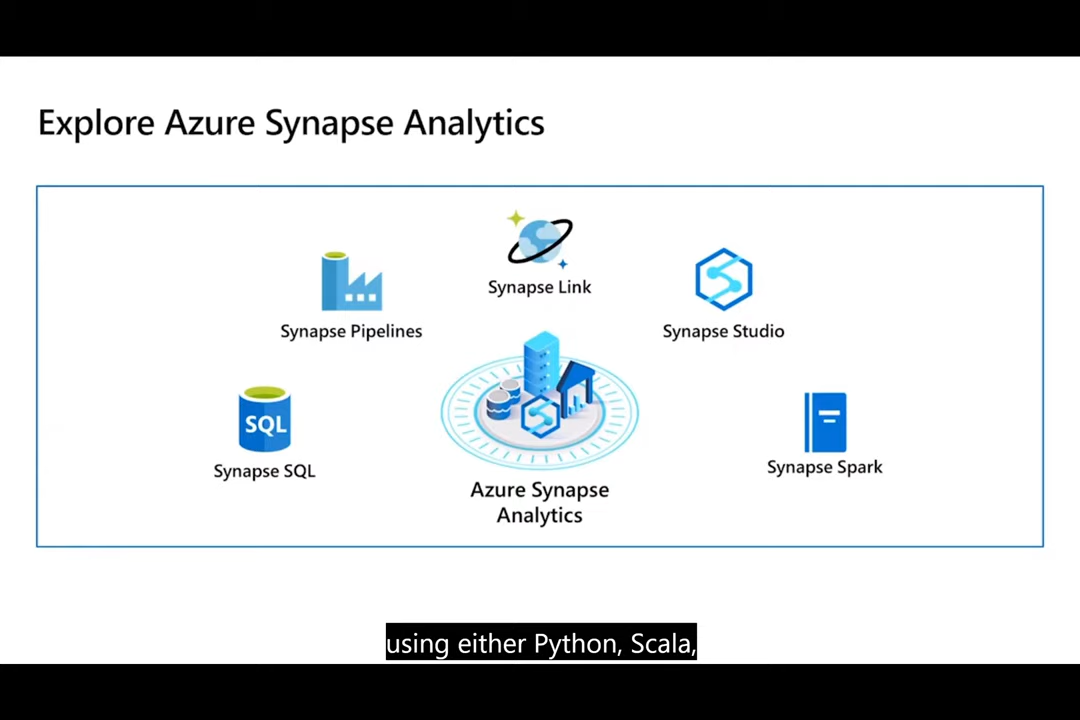 Explore Azure Synapse Analytics
Synapse Link
Synapse Pipelines
Synapse Studio
SQL
Synapse SQL
Synapse Spark
Azure Synapse
Analytics
using either Python, Scala,